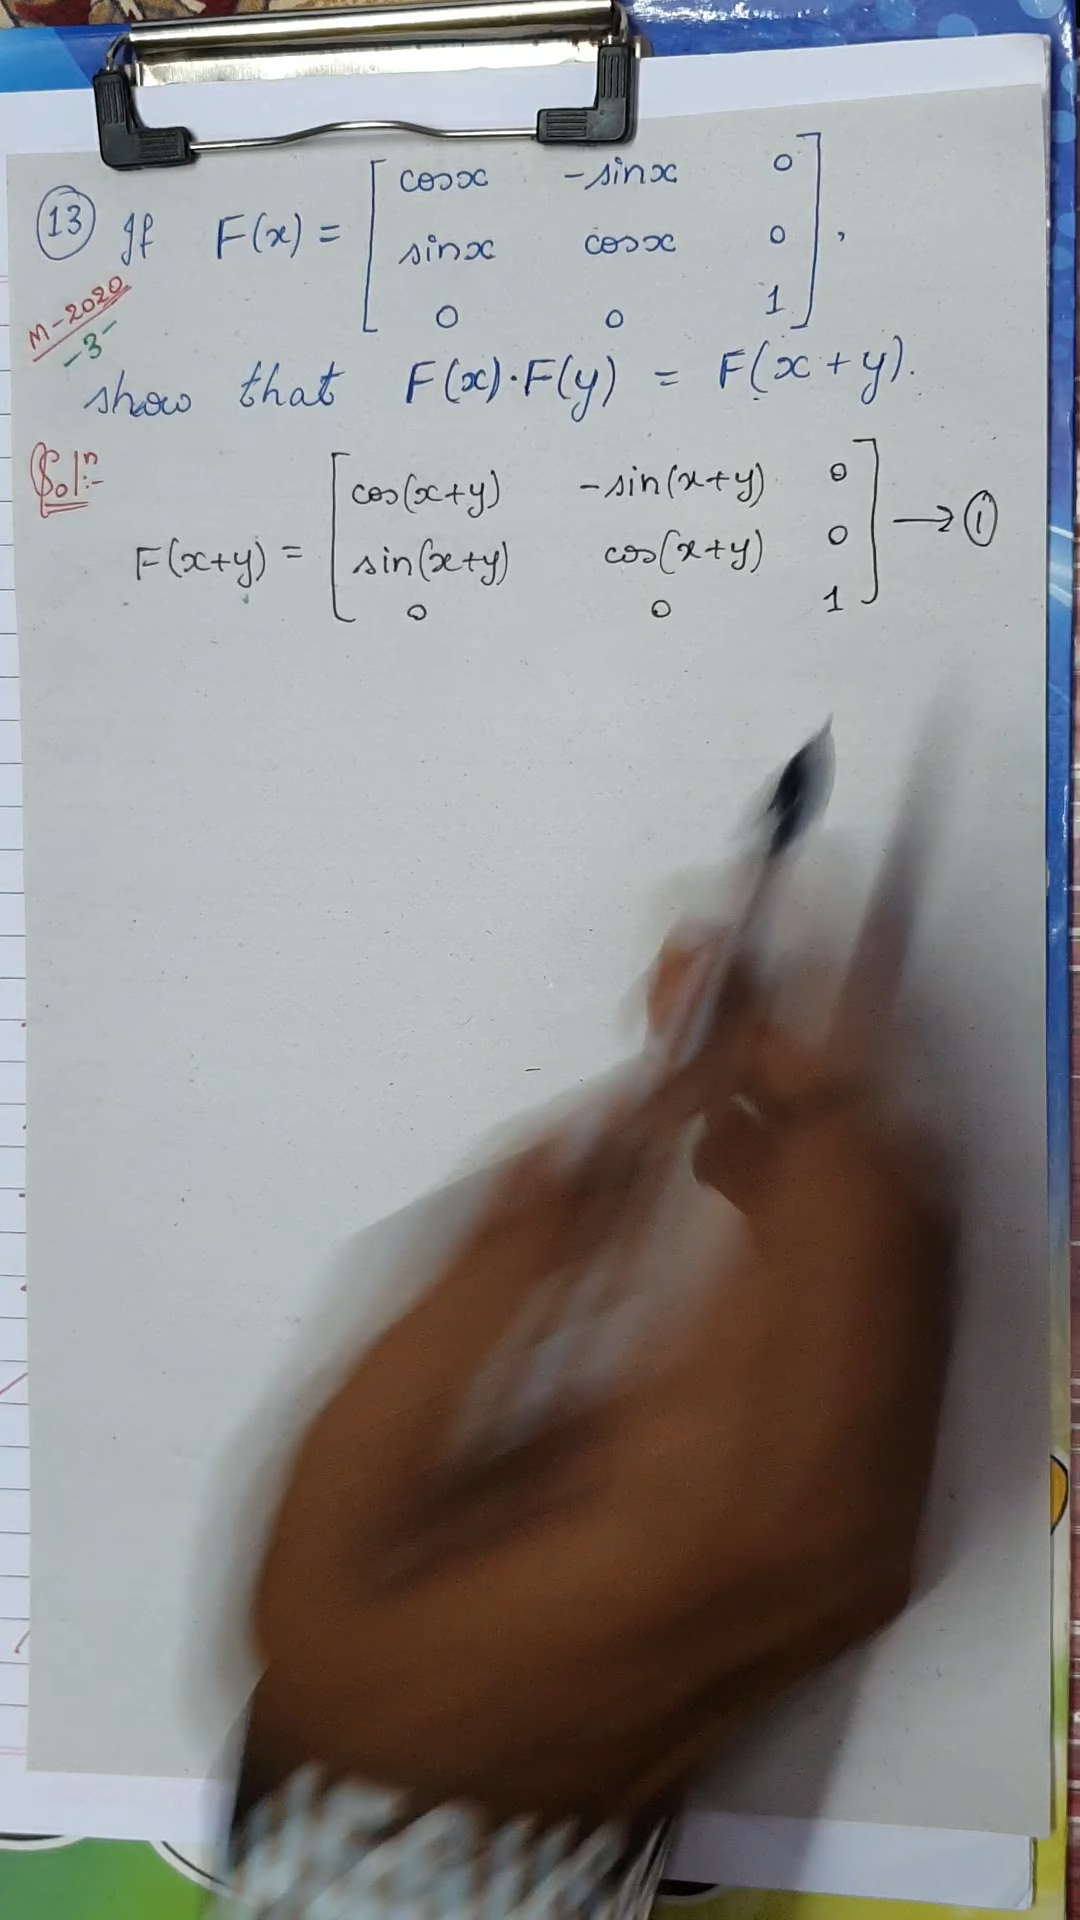 13 If F(x) = [ cosx -sinx 0
sinx cosx 0
0 0 1 ] ,
M-2020
-3-
show that F(x)·F(y) = F(x+y).
Solⁿ:-
F(x+y) = [ cos(x+y) -sin(x+y) 0
sin(x+y) cos(x+y) 0
0 0 1 ] → 1